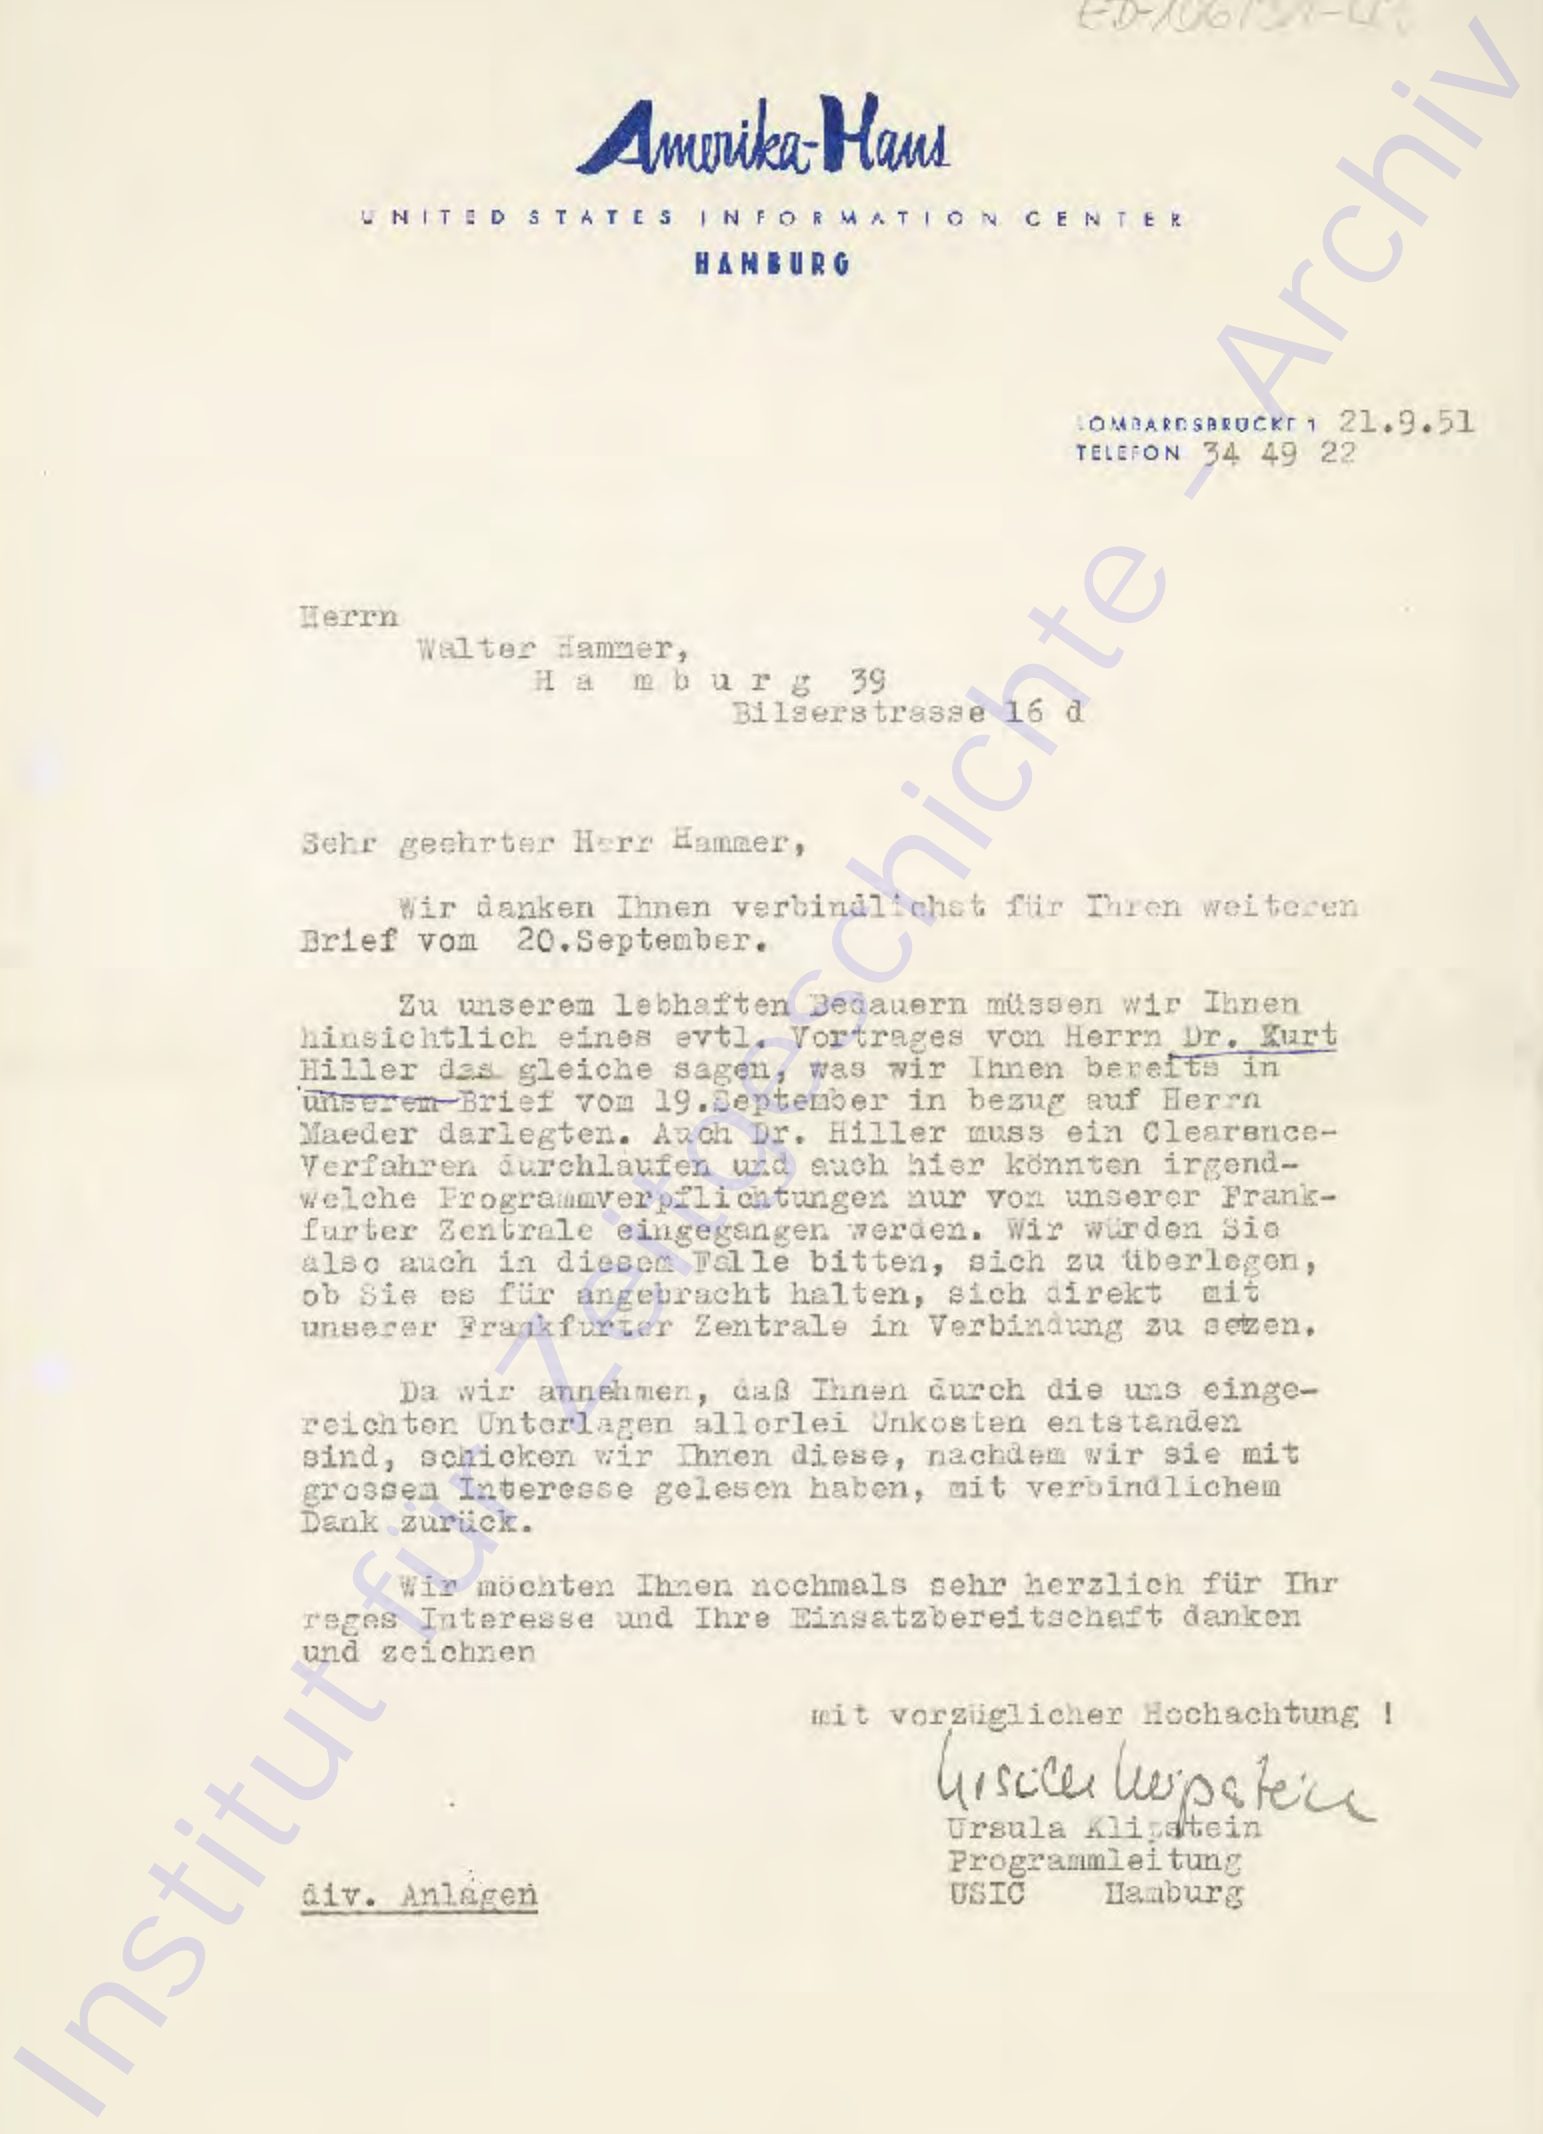 Amerika-Haus
UNITED STATES INFORMATION CENTER
HAMBURG
LOMBARDSBRÜCKE 1 21.9.51
TELEFON 34 49 22
Herrn
Walter Hammer,
H a m b u r g 39
Bilserstrasse 16 d
Sehr geehrter Herr Hammer,
Wir danken Ihnen verbindlichst für Ihren weiteren
Brief vom 20.September.
Zu unserem lebhaften Bedauern müssen wir Ihnen
hinsichtlich eines evtl. Vortrages von Herrn Dr. Kurt
Hiller das gleiche sagen, was wir Ihnen bereits in
unserem Brief vom 19.September in bezug auf Herrn
Maeder darlegten. Auch Dr. Hiller muss ein Clearence-
Verfahren durchlaufen und auch hier könnten irgend-
welche Programmverpflichtungen nur von unserer Frank-
furter Zentrale eingegangen werden. Wir würden Sie
also auch in diesem Falle bitten, sich zu überlegen,
ob Sie es für angebracht halten, sich direkt mit
unserer Frankfurter Zentrale in Verbindung zu setzen.
Da wir annehmen, daß Ihnen durch die uns einge-
reichten Unterlagen allerlei Unkosten entstanden
sind, schicken wir Ihnen diese, nachdem wir sie mit
grossem Interesse gelesen haben, mit verbindlichem
Dank zurück.
Wir möchten Ihnen nochmals sehr herzlich für Ihr
reges Interesse und Ihre Einsatzbereitschaft danken
und zeichnen
mit vorzüglicher Hochachtung !
Ursula Klipstein
Ursula Klipstein
Programmleitung
USIC Hamburg
div. Anlagen
Institut für Zeitgeschichte - Archiv